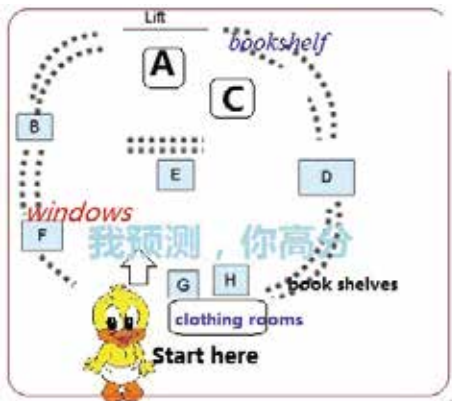 Lift
bookshelf
A
C
B
E
D
windows
F
我预测，你高分
G
H
book shelves
clothing rooms
Start here